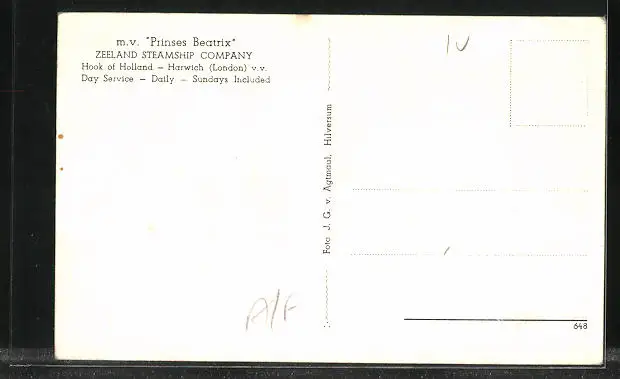 m.v. "Prinses Beatrix"
ZEELAND STEAMSHIP COMPANY
Hook of Holland – Harwich (London) v.v.
Day Service – Daily – Sundays Included
Foto J. G. v. Agtmaal, Hilversum
IV
A/F
648